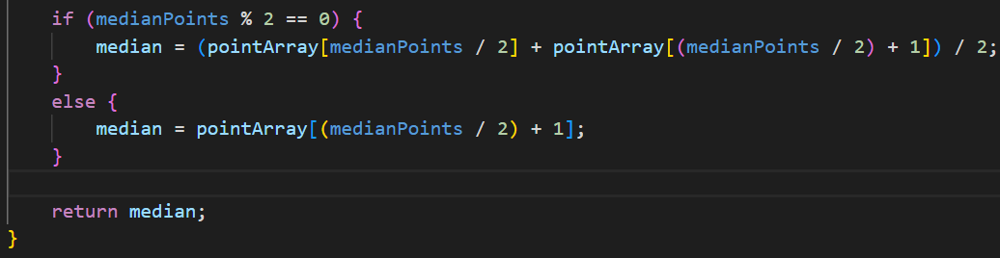 if (medianPoints % 2 == 0) {
median = (pointArray[medianPoints / 2] + pointArray[(medianPoints / 2) + 1]) / 2;
}
else {
median = pointArray[(medianPoints / 2) + 1];
}
return median;
}